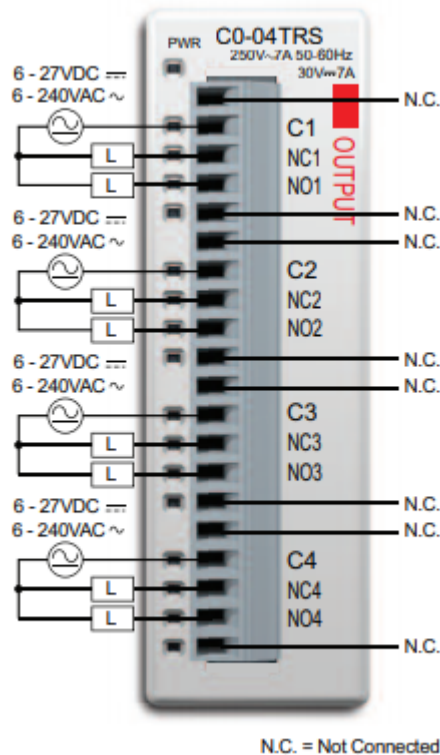 PWR C0-04TRS
250V~7A 50-60Hz
30V⎓7A
OUTPUT
6 - 27VDC ⎓
6 - 240VAC ~
N.C.
C1
L NC1
L NO1
N.C.
6 - 27VDC ⎓
6 - 240VAC ~
N.C.
C2
L NC2
L NO2
N.C.
6 - 27VDC ⎓
6 - 240VAC ~
N.C.
C3
L NC3
L NO3
N.C.
6 - 27VDC ⎓
6 - 240VAC ~
N.C.
C4
L NC4
L NO4
N.C.
N.C. = Not Connected